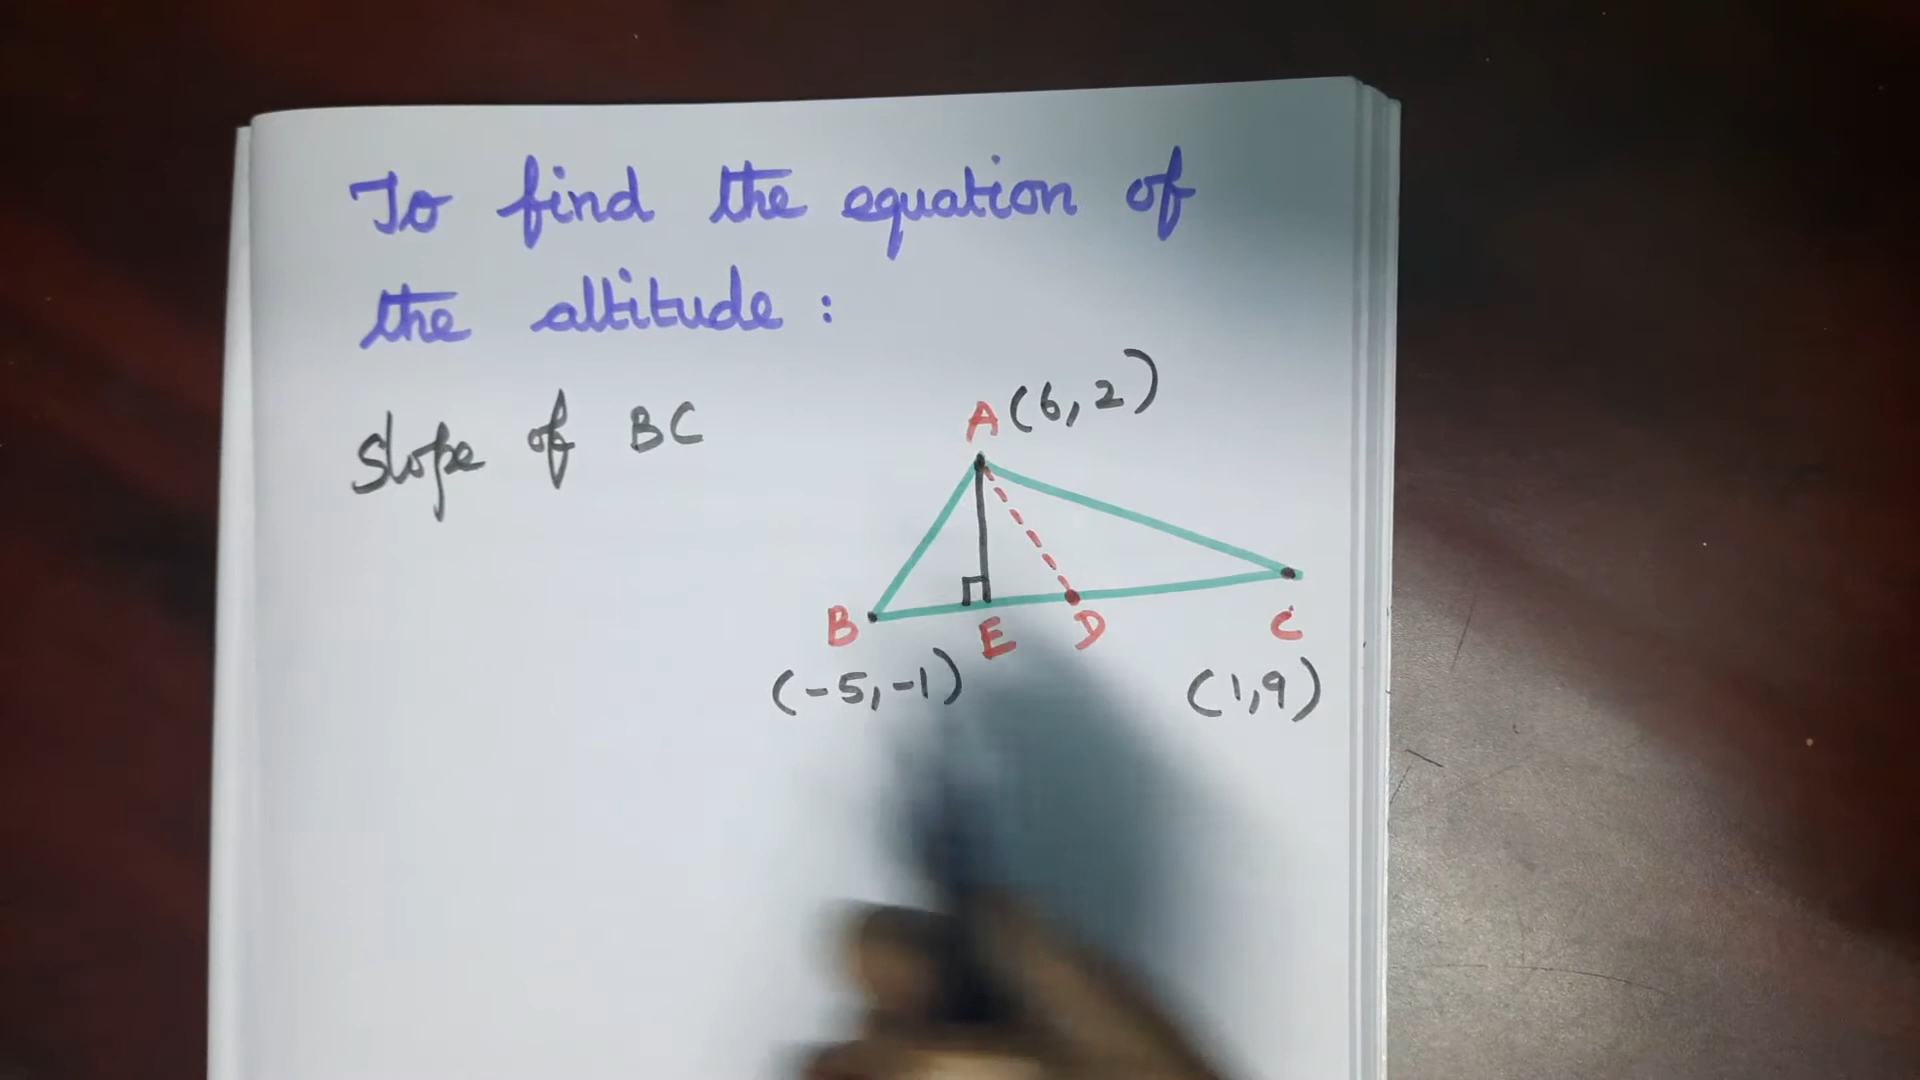 To find the equation of
the altitude :
Slope of BC
A (6, 2)
B
E
D
C
(-5, -1)
(1, 9)